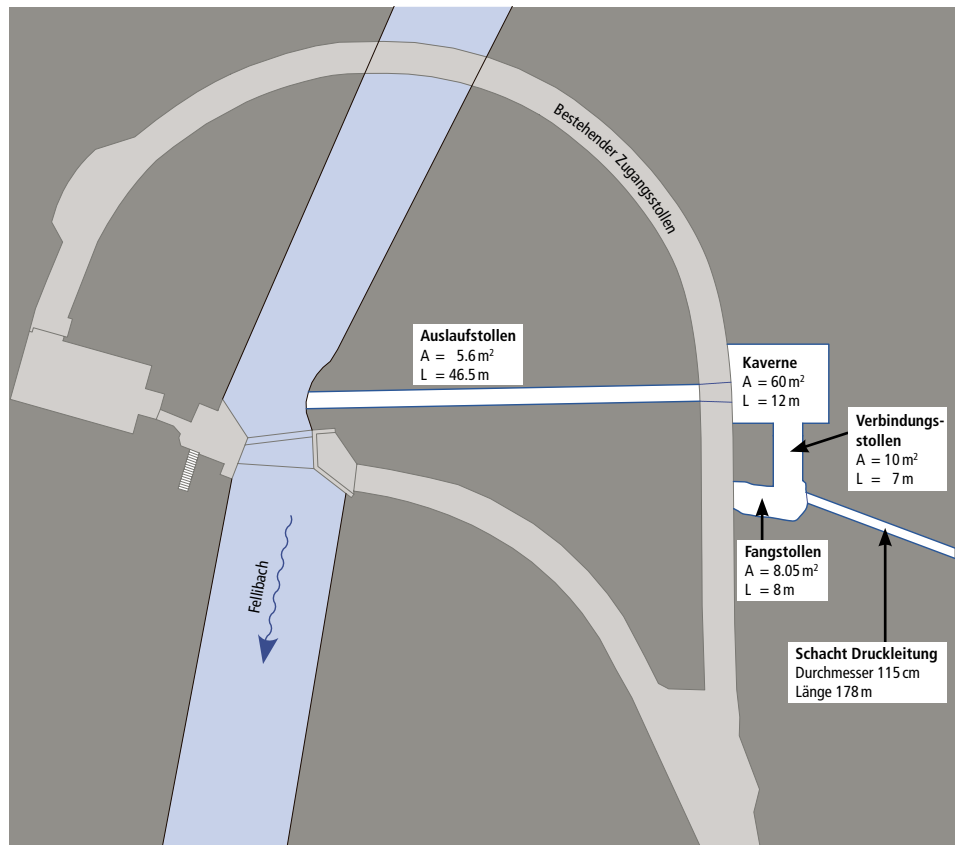 Bestehender Zugangsstollen
Auslaufstollen
A = 5.6 m²
L = 46.5 m
Kaverne
A = 60 m²
L = 12 m
Verbindungs-
stollen
A = 10 m²
L = 7 m
Fangstollen
A = 8.05 m²
L = 8 m
Fellibach
Schacht Druckleitung
Durchmesser 115 cm
Länge 178 m